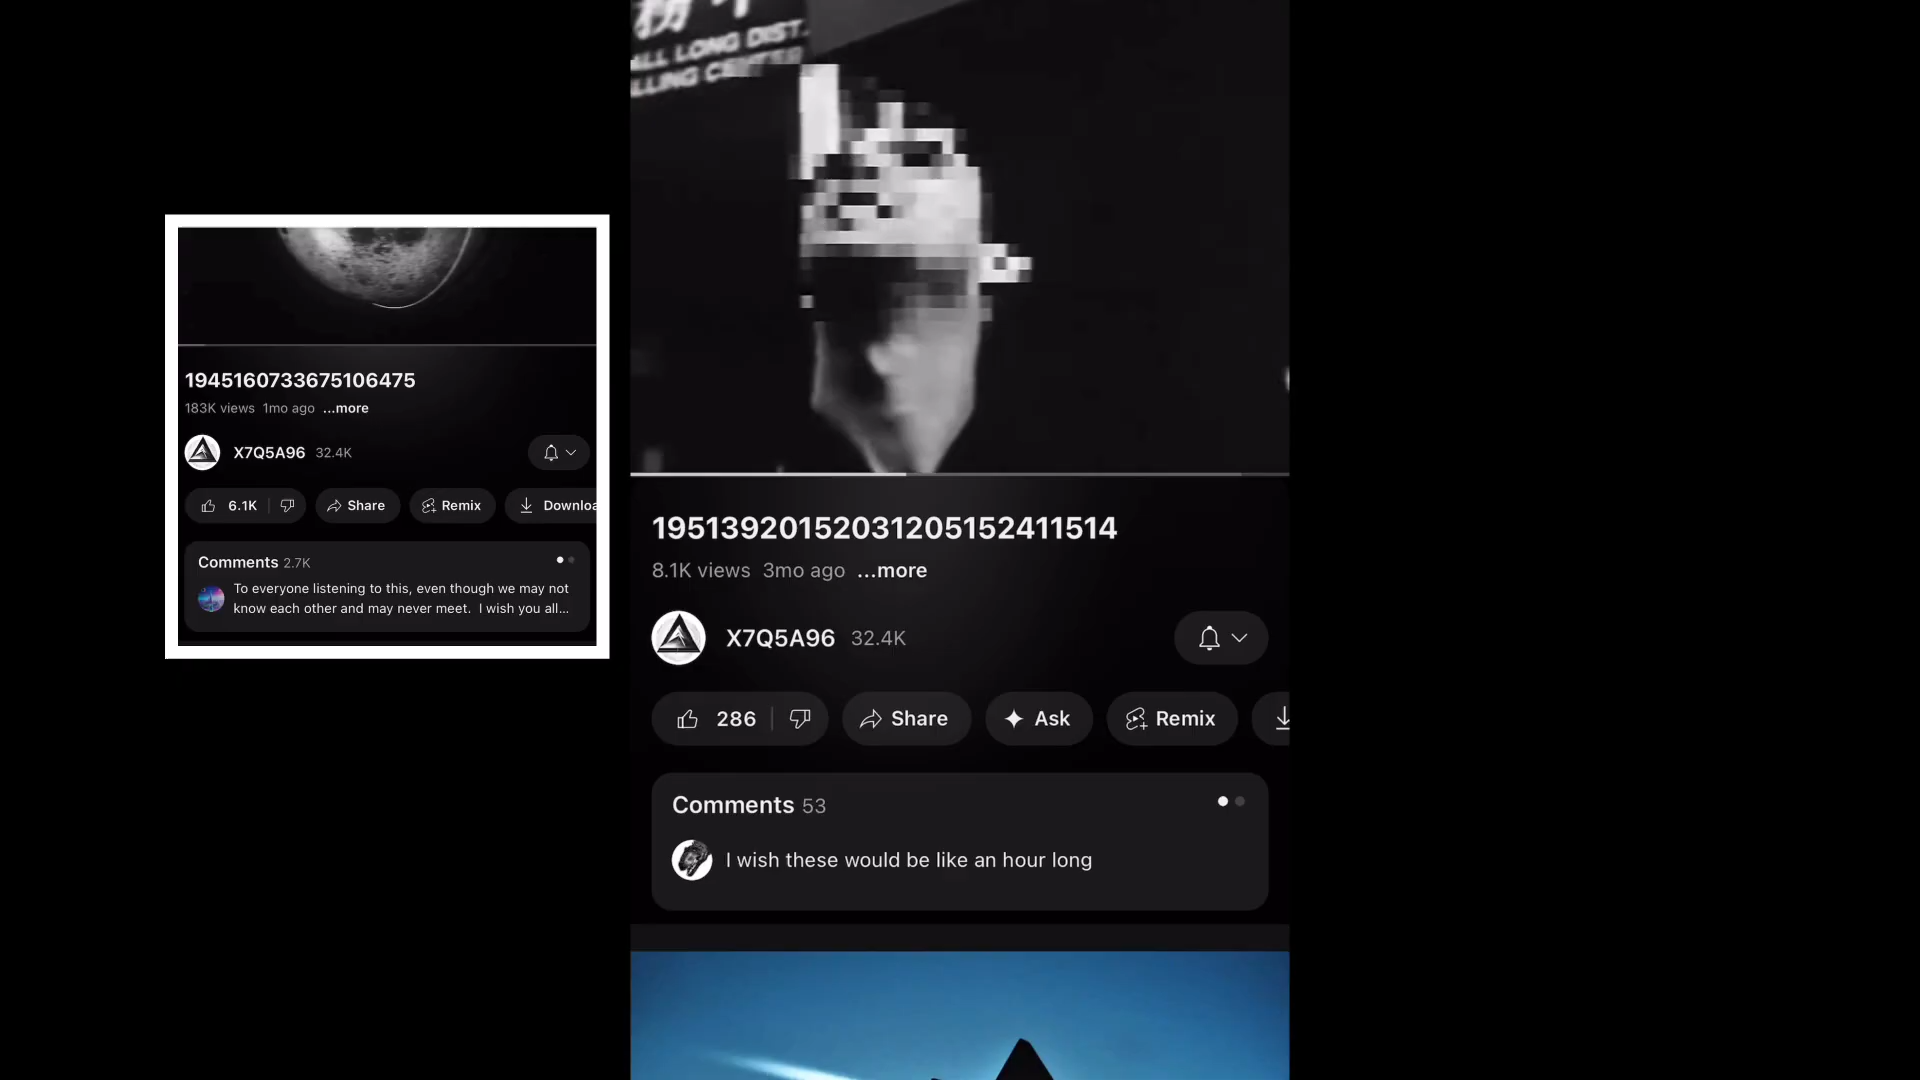 ALL LONG DIST.
LLING CENTER
1945160733675106475
183K views 1mo ago ...more
X7Q5A96 32.4K
6.1K Share Remix Downloa
Comments 2.7K
To everyone listening to this, even though we may not
know each other and may never meet. I wish you all...
19513920152031205152411514
8.1K views 3mo ago ...more
X7Q5A96 32.4K
286 Share Ask Remix
Comments 53
I wish these would be like an hour long